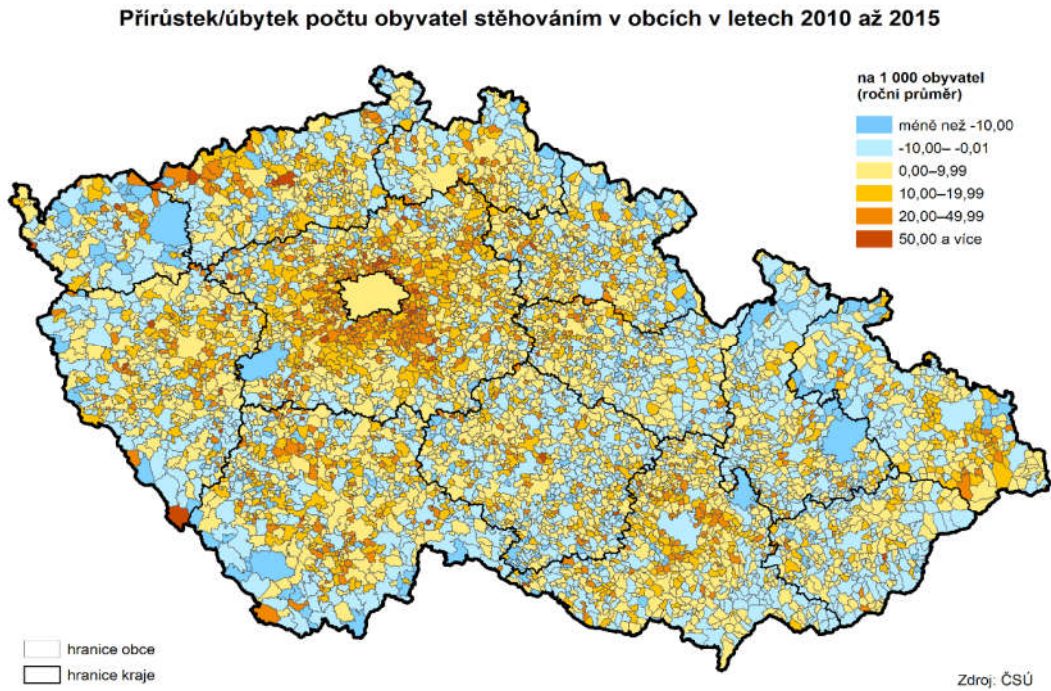 Přírůstek/úbytek počtu obyvatel stěhováním v obcích v letech 2010 až 2015
na 1 000 obyvatel
(roční průměr)
méně než -10,00
-10,00– -0,01
0,00–9,99
10,00–19,99
20,00–49,99
50,00 a více
hranice obce
hranice kraje
Zdroj: ČSÚ